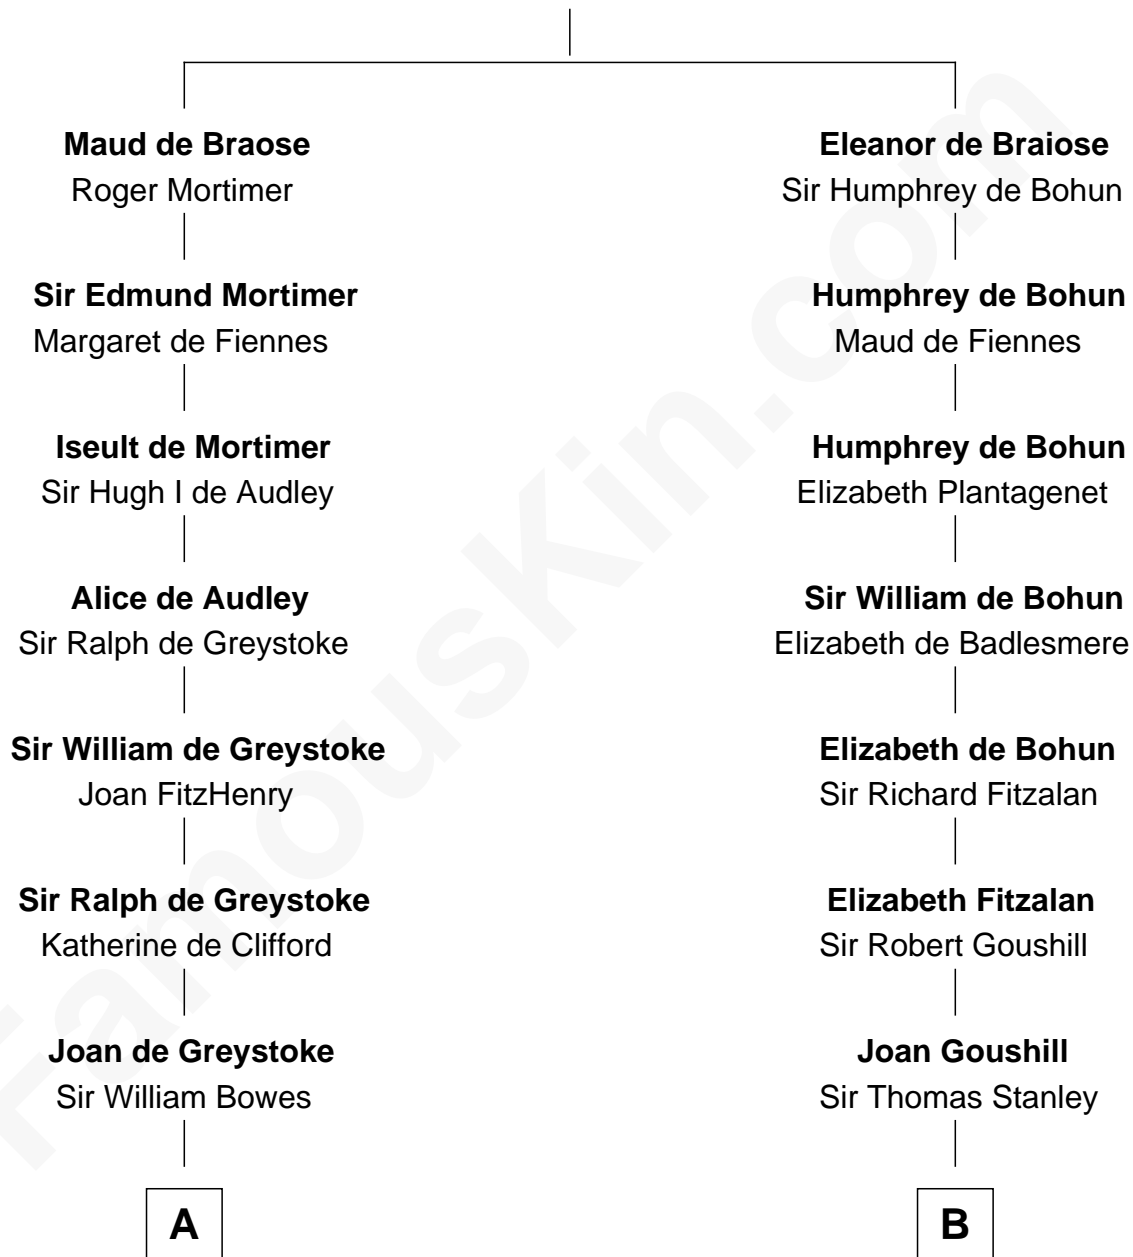 Maud de Braose
Roger Mortimer
Sir Edmund Mortimer
Margaret de Fiennes
Iseult de Mortimer
Sir Hugh I de Audley
Alice de Audley
Sir Ralph de Greystoke
Sir William de Greystoke
Joan FitzHenry
Sir Ralph de Greystoke
Katherine de Clifford
Joan de Greystoke
Sir William Bowes
A
Eleanor de Braiose
Sir Humphrey de Bohun
Humphrey de Bohun
Maud de Fiennes
Humphrey de Bohun
Elizabeth Plantagenet
Sir William de Bohun
Elizabeth de Badlesmere
Elizabeth de Bohun
Sir Richard Fitzalan
Elizabeth Fitzalan
Sir Robert Goushill
Joan Goushill
Sir Thomas Stanley
B
FamousKin.com